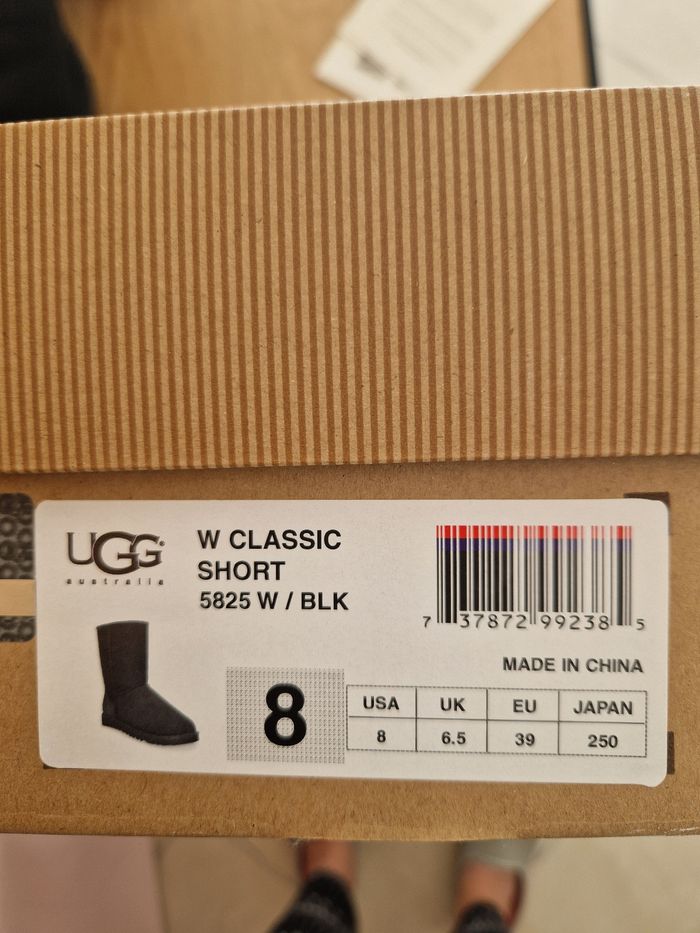 UGG®
australia
W CLASSIC
SHORT
5825 W / BLK
7 37872 99238 5
MADE IN CHINA
8
USA UK EU JAPAN
8 6.5 39 250